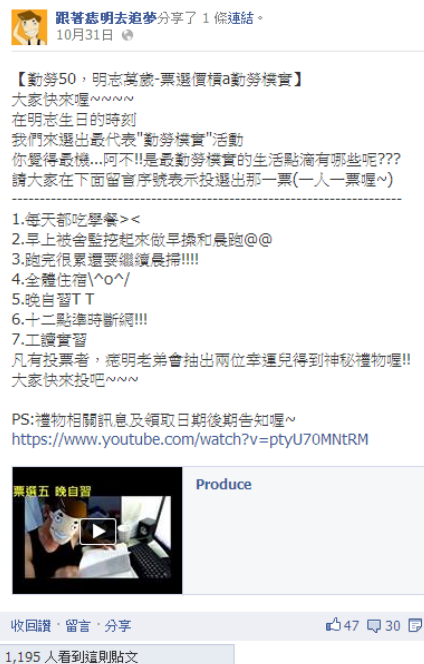 跟著痣明去追夢分享了 1 條連結。
10月31日
【勤勞50，明志萬歲-票選價槓a勤勞樸實】
大家快來喔~~~~
在明志生日的時刻
我們來選出最代表"勤勞樸實"活動
你覺得最機...阿不!!是最勤勞樸實的生活點滴有哪些呢???
請大家在下面留言序號表示投選出那一票(一人一票喔~)
------------------------------------------------------------------
1.每天都吃學餐><
2.早上被舍監挖起來做早操和晨跑@@
3.跑完很累還要繼續晨掃!!!!
4.全體住宿\^o^/
5.晚自習T T
6.十二點準時斷網!!!
7.工讀實習
凡有投票者，痣明老弟會抽出兩位幸運兒得到神秘禮物喔!!
大家快來投吧~~~
PS:禮物相關訊息及領取日期後期告知喔~
https://www.youtube.com/watch?v=ptyU70MNtRM
票選五 晚自習
Produce
收回讚 · 留言 · 分享
47 30
1,195 人看到這則貼文